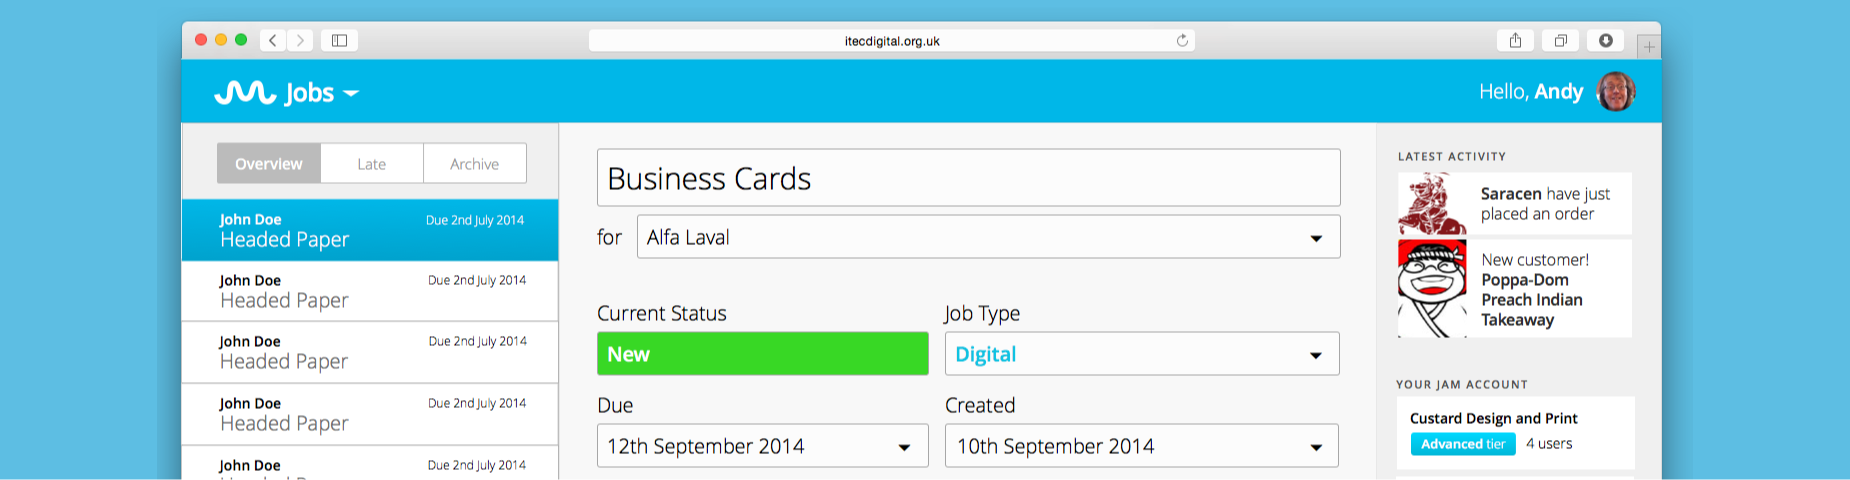 itecdigital.org.uk
Jobs
Hello, Andy
Overview
Late
Archive
John Doe
Due 2nd July 2014
Headed Paper
John Doe
Due 2nd July 2014
Headed Paper
John Doe
Due 2nd July 2014
Headed Paper
John Doe
Due 2nd July 2014
Headed Paper
John Doe
Due 2nd July 2014
Business Cards
for
Alfa Laval
Current Status
New
Job Type
Digital
Due
12th September 2014
Created
10th September 2014
LATEST ACTIVITY
Saracen have just
placed an order
New customer!
Poppa-Dom
Preach Indian
Takeaway
YOUR JAM ACCOUNT
Custard Design and Print
Advanced tier
4 users